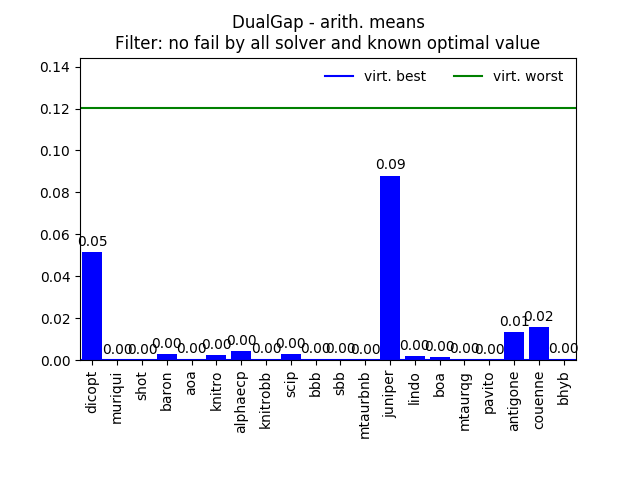 DualGap - arith. means
Filter: no fail by all solver and known optimal value
virt. best
virt. worst
0.14
0.12
0.10
0.08
0.06
0.04
0.02
0.00
0.05
0.00
0.00
0.00
0.00
0.00
0.00
0.00
0.00
0.00
0.00
0.00
0.09
0.00
0.00
0.00
0.00
0.01
0.02
0.00
dicopt
muriqui
shot
baron
aoa
knitro
alphaecp
knitrobb
scip
bbb
sbb
mtaurbnb
juniper
lindo
boa
mtaurqg
pavito
antigone
couenne
bhyb